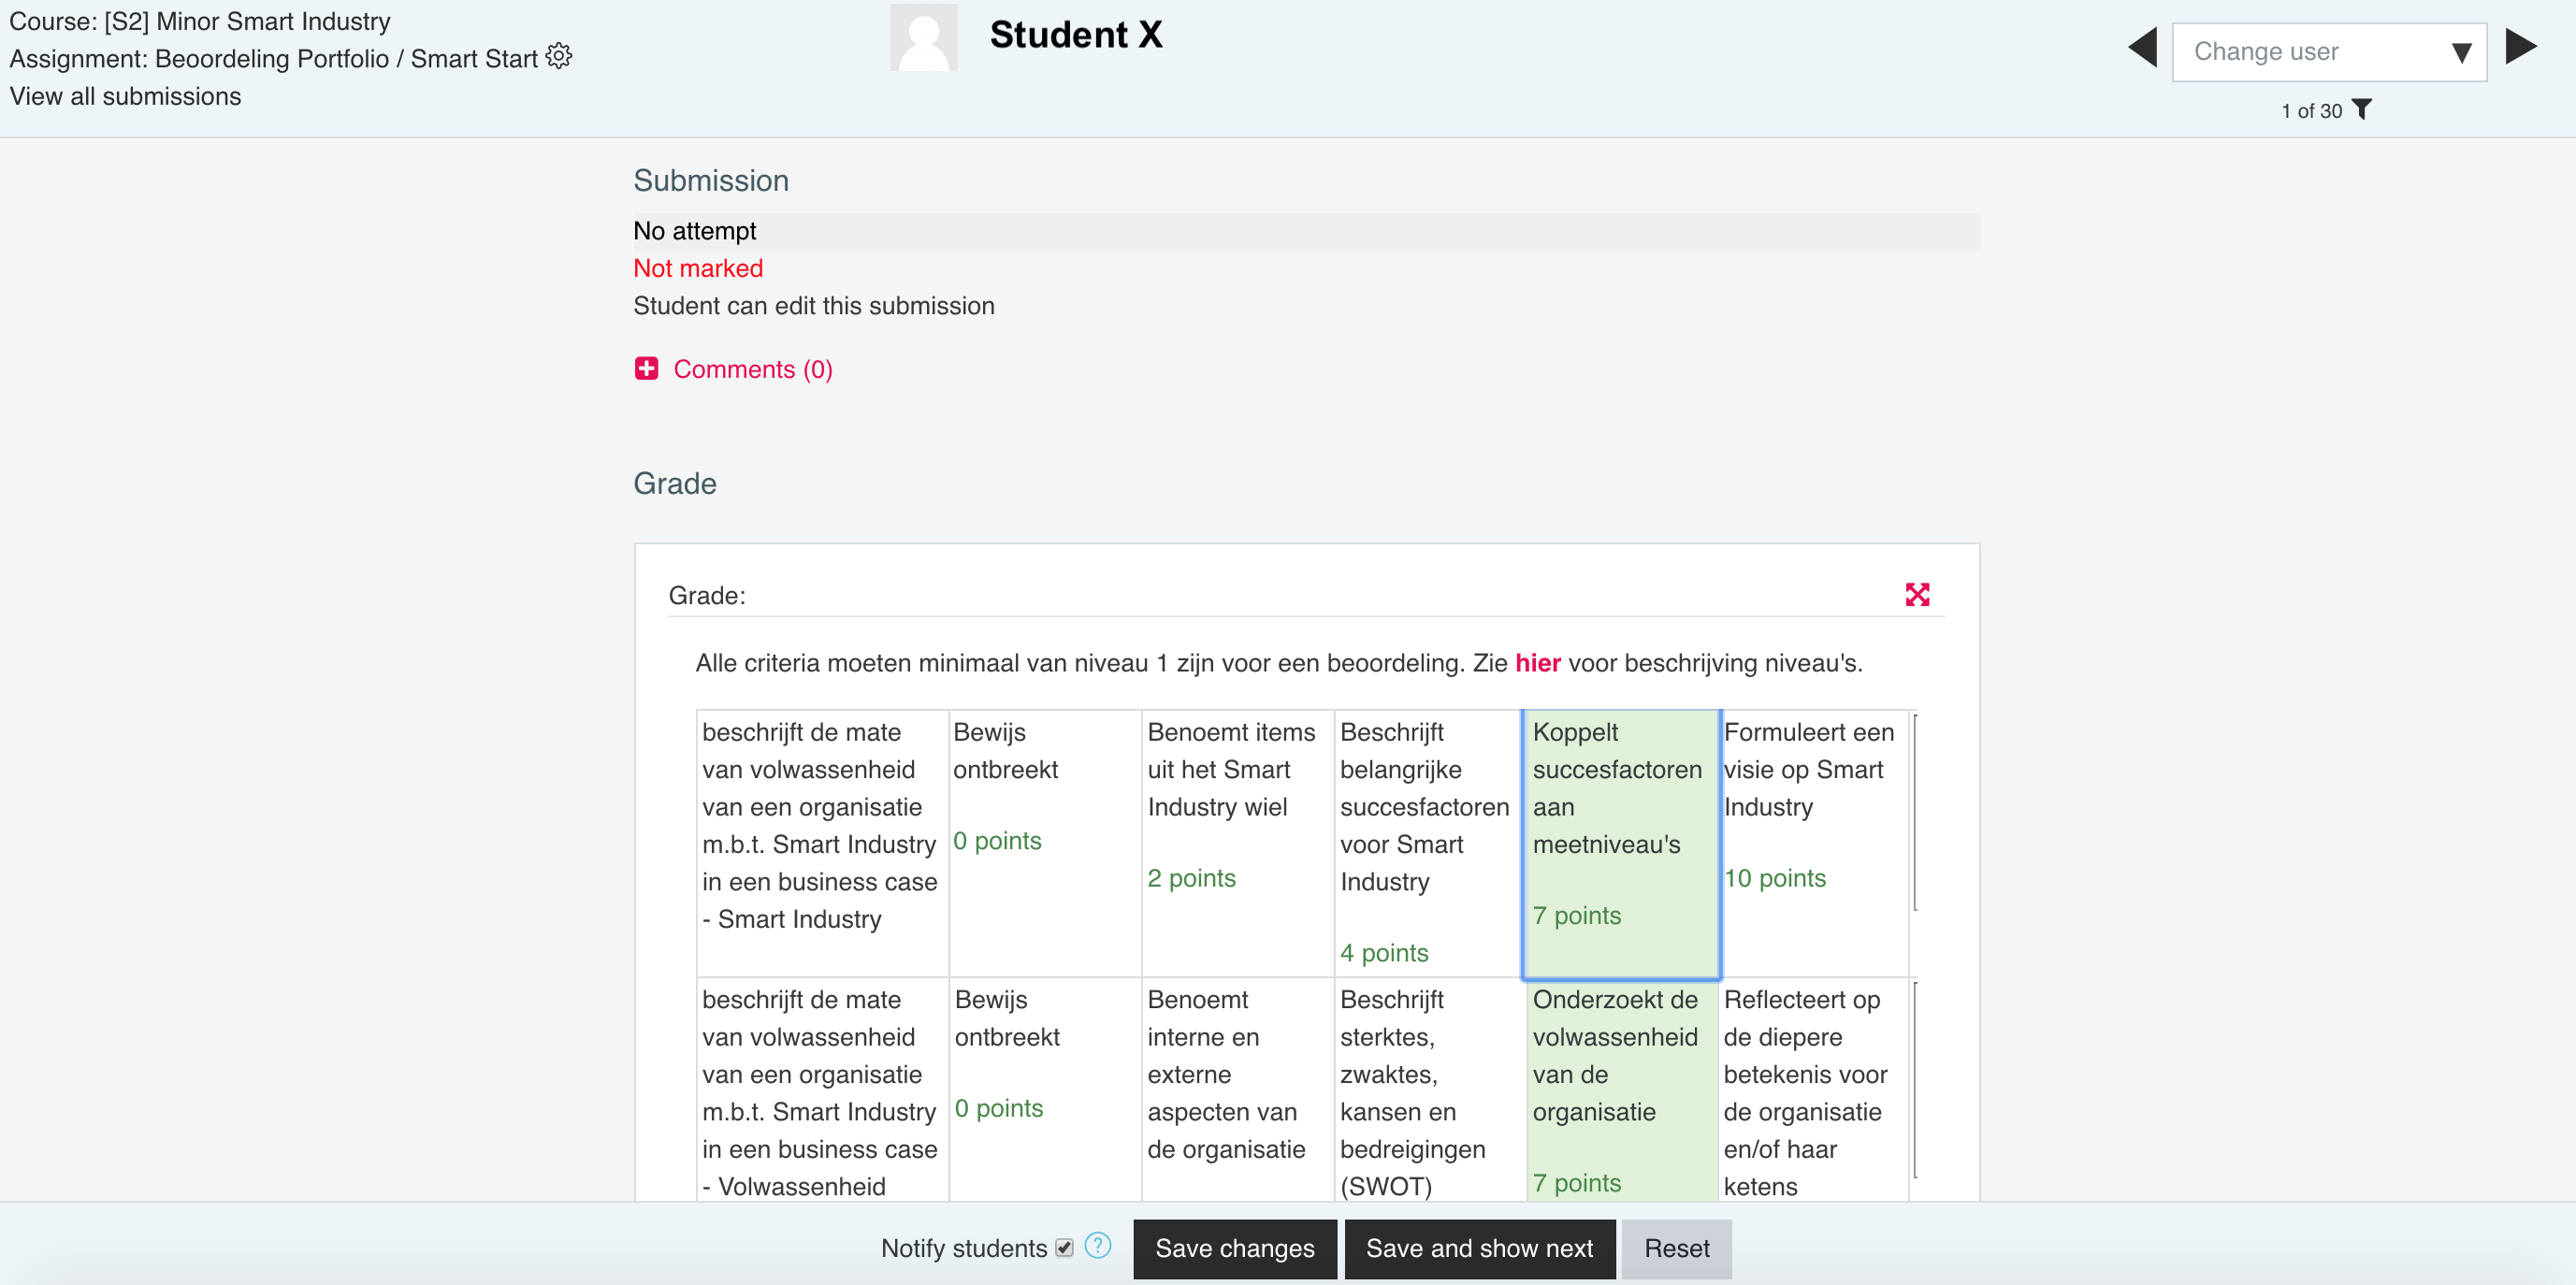 Course: [S2] Minor Smart Industry
Assignment: Beoordeling Portfolio / Smart Start
View all submissions
Student X
Change user
1 of 30
Submission
No attempt
Not marked
Student can edit this submission
Comments (0)
Grade
Grade:
Alle criteria moeten minimaal van niveau 1 zijn voor een beoordeling. Zie hier voor beschrijving niveau's.
beschrijft de mate
van volwassenheid
van een organisatie
m.b.t. Smart Industry
in een business case
- Smart Industry
Bewijs
ontbreekt
0 points
Benoemt items
uit het Smart
Industry wiel
2 points
Beschrijft
belangrijke
succesfactoren
voor Smart
Industry
4 points
Koppelt
succesfactoren
aan
meetniveau's
7 points
Formuleert een
visie op Smart
Industry
10 points
beschrijft de mate
van volwassenheid
van een organisatie
m.b.t. Smart Industry
in een business case
- Volwassenheid
Bewijs
ontbreekt
0 points
Benoemt
interne en
externe
aspecten van
de organisatie
Beschrijft
sterktes,
zwaktes,
kansen en
bedreigingen
(SWOT)
Onderzoekt de
volwassenheid
van de
organisatie
7 points
Reflecteert op
de diepere
betekenis voor
de organisatie
en/of haar
ketens
Notify students
?
Save changes
Save and show next
Reset